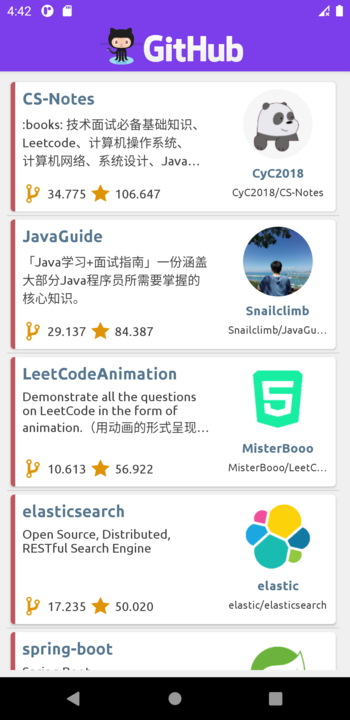 4:42
GitHub
CS-Notes
:books: 技术面试必备基础知识、
Leetcode、计算机操作系统、
计算机网络、系统设计、Java…
34.775 106.647
CyC2018
CyC2018/CS-Notes
JavaGuide
「Java学习+面试指南」一份涵盖
大部分Java程序员所需要掌握的
核心知识。
29.137 84.387
Snailclimb
Snailclimb/JavaGu…
LeetCodeAnimation
Demonstrate all the questions
on LeetCode in the form of
animation.（用动画的形式呈现…
10.613 56.922
MisterBooo
MisterBooo/LeetC…
elasticsearch
Open Source, Distributed,
RESTful Search Engine
17.235 50.020
elastic
elastic/elasticsearch
spring-boot
Spring Boot